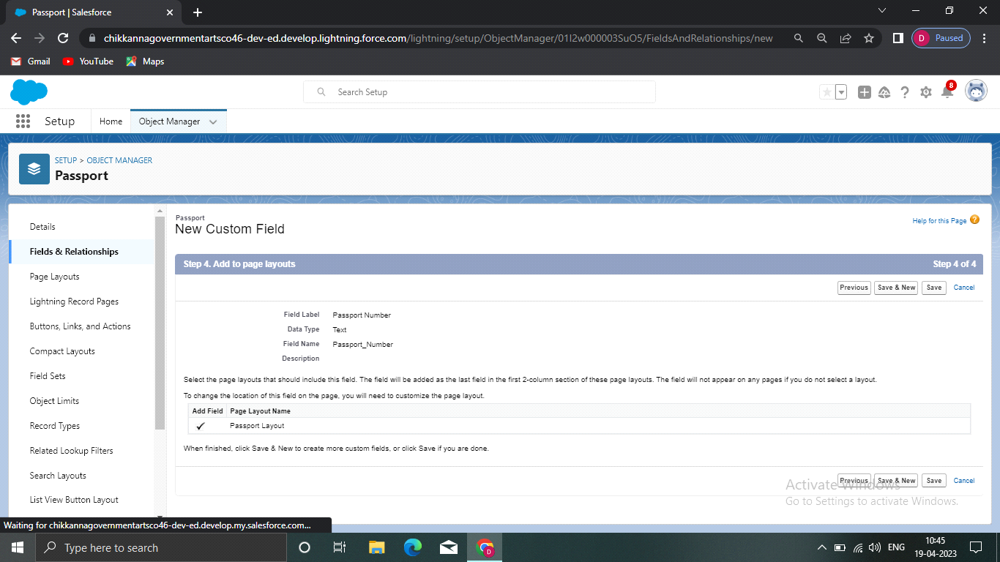 Passport | Salesforce
chikkannagovernmentartsco46-dev-ed.develop.lightning.force.com/lightning/setup/ObjectManager/01I2w000003SuO5/FieldsAndRelationships/new
D Paused
Gmail YouTube Maps
Search Setup
8
Setup Home Object Manager
SETUP > OBJECT MANAGER
Passport
Details
Fields & Relationships
Page Layouts
Lightning Record Pages
Buttons, Links, and Actions
Compact Layouts
Field Sets
Object Limits
Record Types
Related Lookup Filters
Search Layouts
List View Button Layout
Passport
New Custom Field
Help for this Page ?
Step 4. Add to page layouts Step 4 of 4
Previous Save & New Save Cancel
Field Label Passport Number
Data Type Text
Field Name Passport_Number
Description
Select the page layouts that should include this field. The field will be added as the last field in the first 2-column section of these page layouts. The field will not appear on any pages if you do not select a layout.
To change the location of this field on the page, you will need to customize the page layout.
Add Field Page Layout Name
Passport Layout
When finished, click Save & New to create more custom fields, or click Save if you are done.
Previous Save & New Save Cancel
Activate Windows
Go to Settings to activate Windows.
Waiting for chikkannagovernmentartsco46-dev-ed.develop.my.salesforce.com...
Type here to search
D
ENG
10:45
19-04-2023